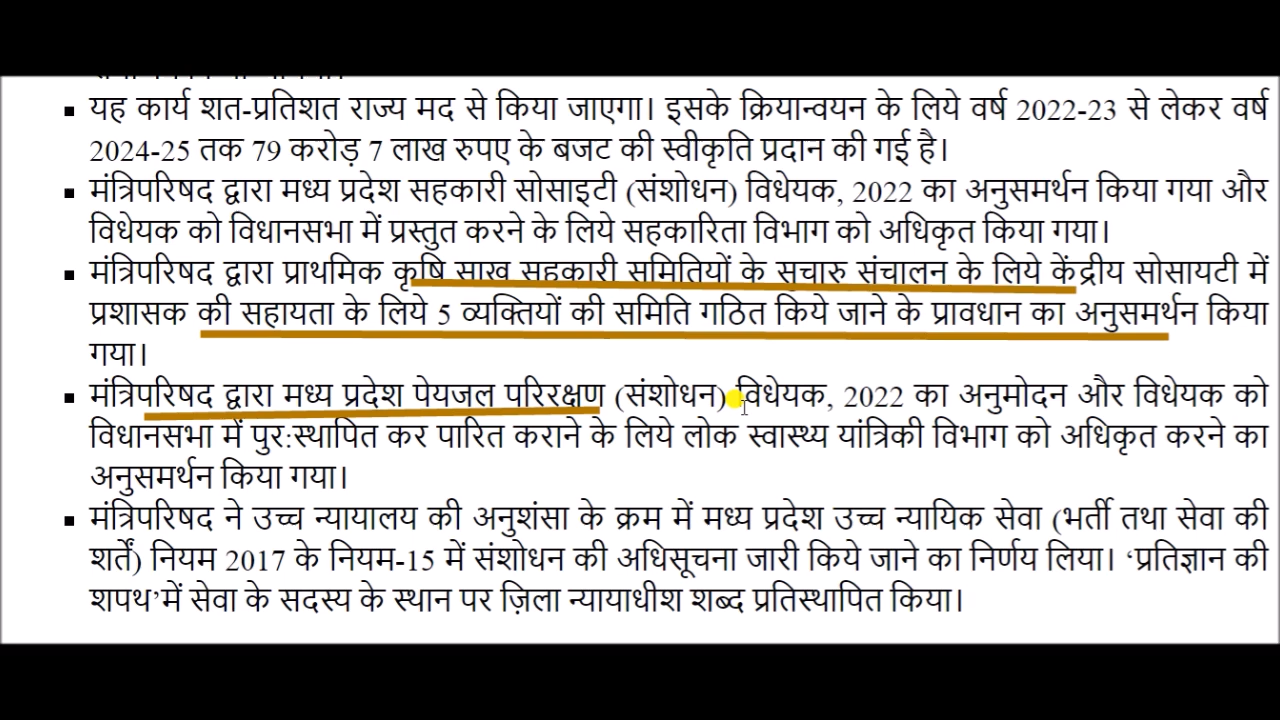 यह कार्य शत-प्रतिशत राज्य मद से किया जाएगा। इसके क्रियान्वयन के लिये वर्ष 2022-23 से लेकर वर्ष
2024-25 तक 79 करोड़ 7 लाख रुपए के बजट की स्वीकृति प्रदान की गई है।
मंत्रिपरिषद द्वारा मध्य प्रदेश सहकारी सोसाइटी (संशोधन) विधेयक, 2022 का अनुसमर्थन किया गया और
विधेयक को विधानसभा में प्रस्तुत करने के लिये सहकारिता विभाग को अधिकृत किया गया।
मंत्रिपरिषद द्वारा प्राथमिक कृषि साख सहकारी समितियों के सुचारु संचालन के लिये केंद्रीय सोसायटी में
प्रशासक की सहायता के लिये 5 व्यक्तियों की समिति गठित किये जाने के प्रावधान का अनुसमर्थन किया
गया।
मंत्रिपरिषद द्वारा मध्य प्रदेश पेयजल परिरक्षण (संशोधन) विधेयक, 2022 का अनुमोदन और विधेयक को
विधानसभा में पुर:स्थापित कर पारित कराने के लिये लोक स्वास्थ्य यांत्रिकी विभाग को अधिकृत करने का
अनुसमर्थन किया गया।
मंत्रिपरिषद ने उच्च न्यायालय की अनुशंसा के क्रम में मध्य प्रदेश उच्च न्यायिक सेवा (भर्ती तथा सेवा की
शर्तें) नियम 2017 के नियम-15 में संशोधन की अधिसूचना जारी किये जाने का निर्णय लिया। ‘प्रतिज्ञान की
शपथ’में सेवा के सदस्य के स्थान पर ज़िला न्यायाधीश शब्द प्रतिस्थापित किया।